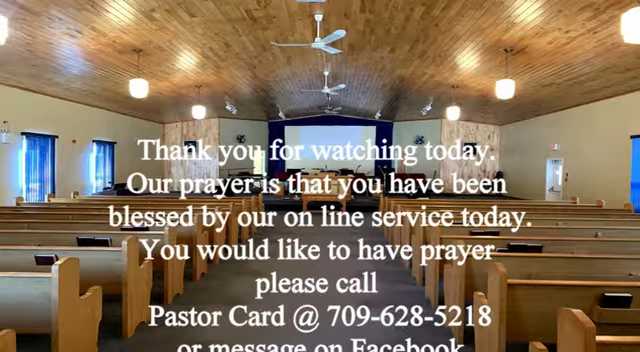 Thank you for watching today.
Our prayer is that you have been
blessed by our on line service today.
You would like to have prayer
please call
Pastor Card @ 709-628-5218
or message on Facebook